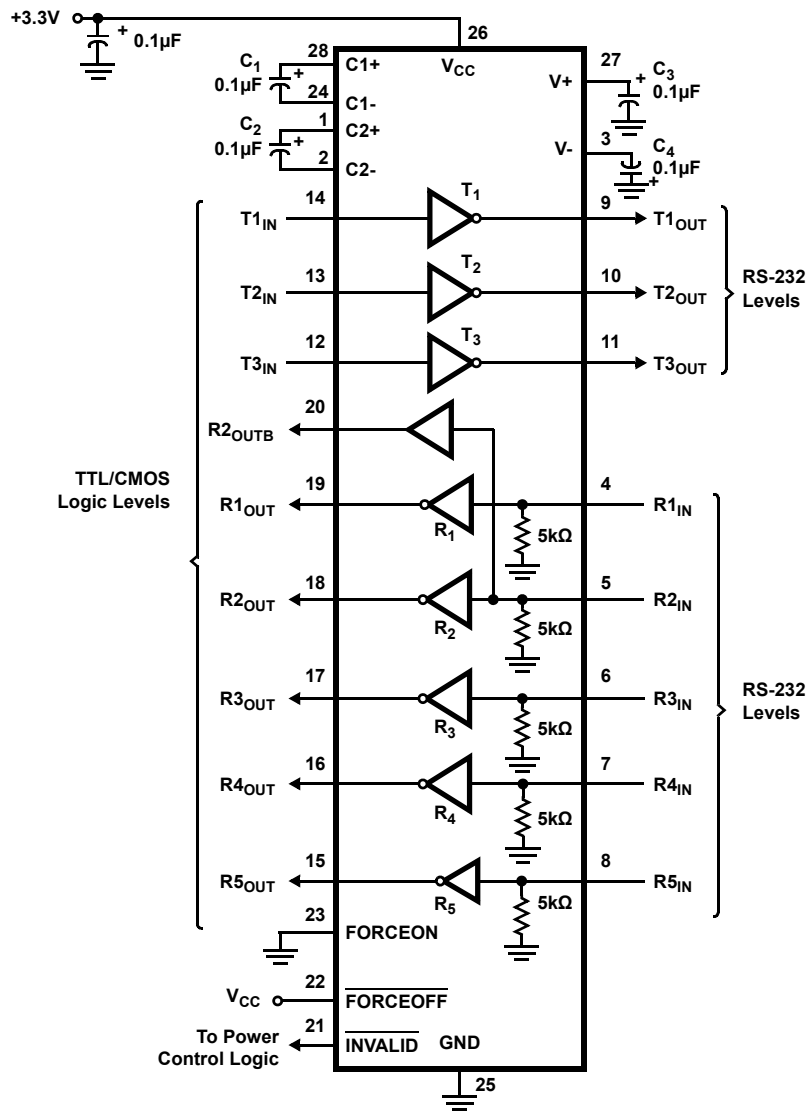 +3.3V
+ 0.1µF
26
VCC
28
C1+
C1
0.1µF
+
24
C1-
1
C2+
C2
0.1µF
+
2
C2-
27
V+
+
C3
0.1µF
3
V-
C4
0.1µF
+
T1IN
14
T1
9
T1OUT
T2IN
13
T2
10
T2OUT
RS-232
Levels
T3IN
12
T3
11
T3OUT
R2OUTB
20
TTL/CMOS
Logic Levels
R1OUT
19
R1
5kΩ
4
R1IN
R2OUT
18
R2
5kΩ
5
R2IN
R3OUT
17
R3
5kΩ
6
R3IN
RS-232
Levels
R4OUT
16
R4
5kΩ
7
R4IN
R5OUT
15
R5
5kΩ
8
R5IN
23
FORCEON
VCC
22
FORCEOFF
To Power
Control Logic
21
INVALID
GND
25